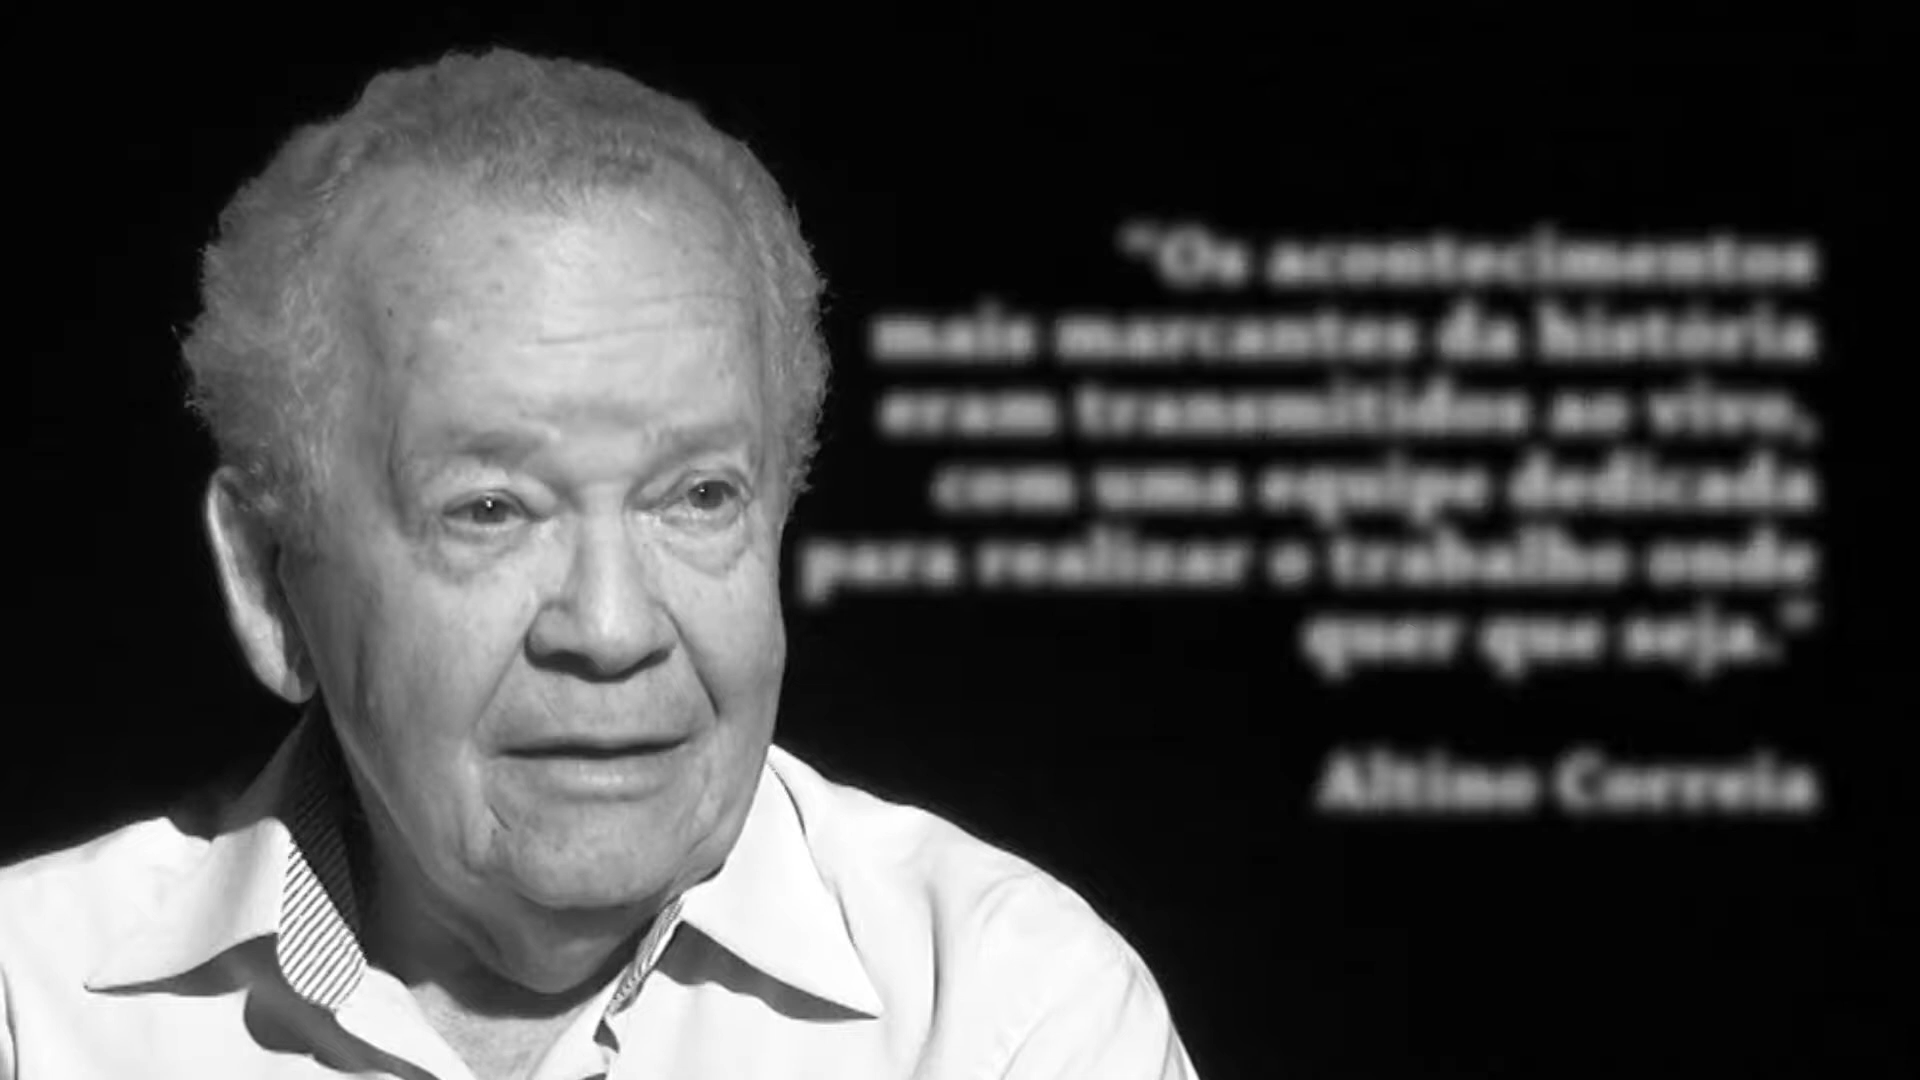 “Os acontecimentos
mais marcantes da história
eram transmitidos ao vivo,
com uma equipe dedicada
para realizar o trabalho onde
quer que seja.”
Altino Correia